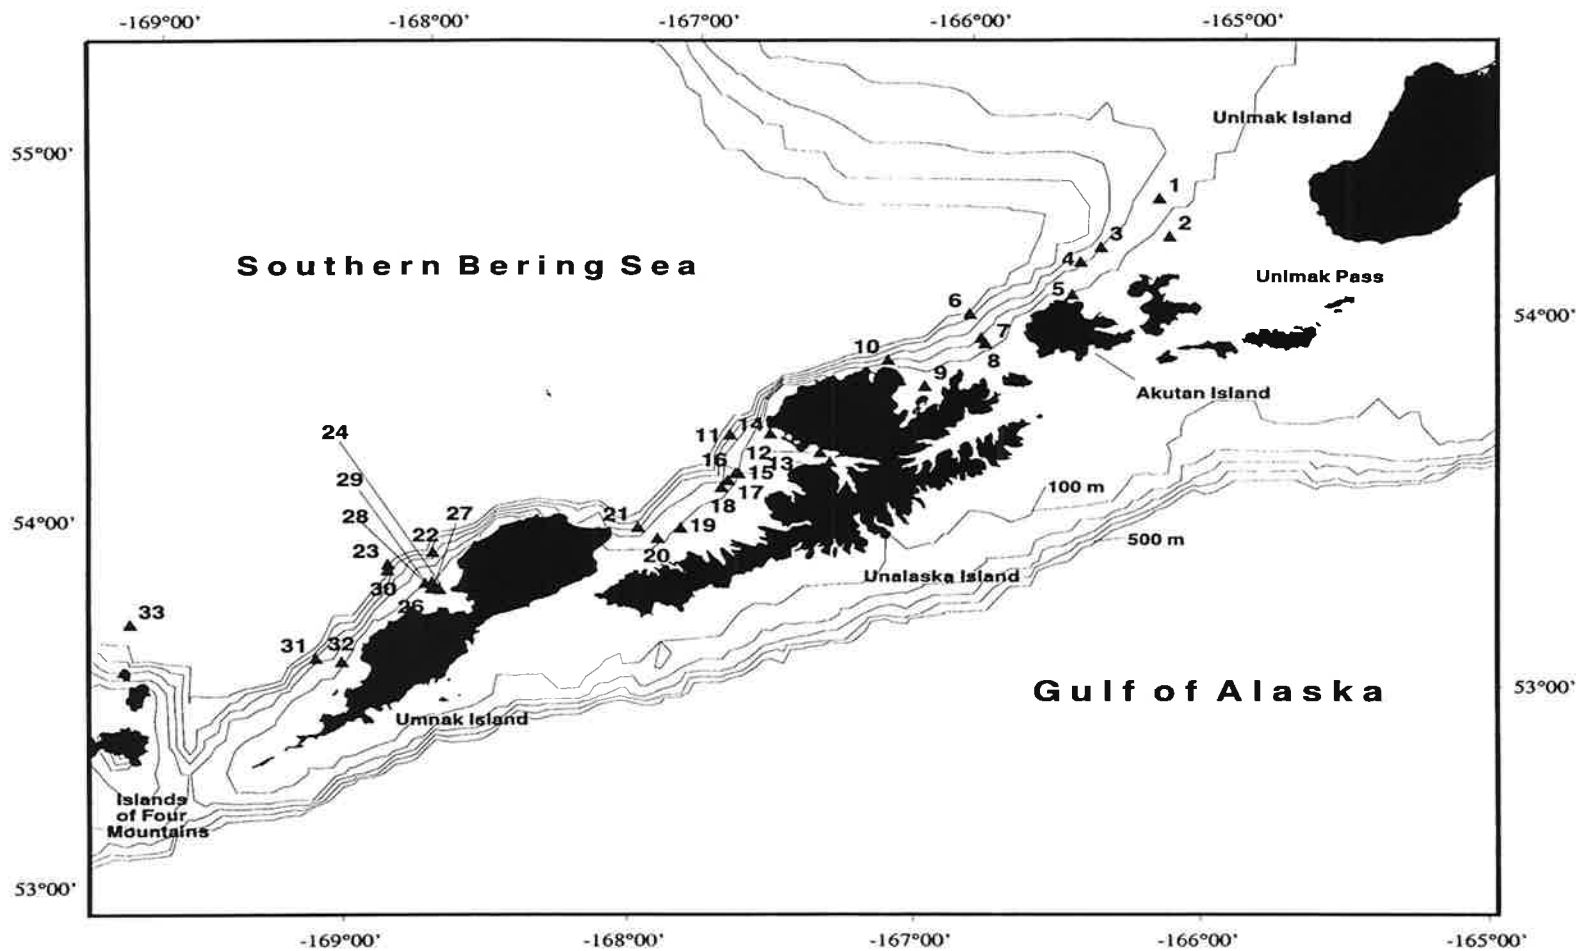 -169°00' -168°00' -167°00' -166°00' -165°00'
Unimak Island
55°00'
1
2
3
Southern Bering Sea
4
Unimak Pass
5
6
54°00'
7
10
8
9
Akutan Island
24
11 14
12
16 13
15
29
17
100 m
18
28 27
21
19
22
500 m
23
20
30
Unalaska Island
26
54°00'
33
31 32
Gulf of Alaska
53°00'
Umnak Island
Islands
of Four
Mountains
53°00'
-169°00' -168°00' -167°00' -166°00' -165°00'